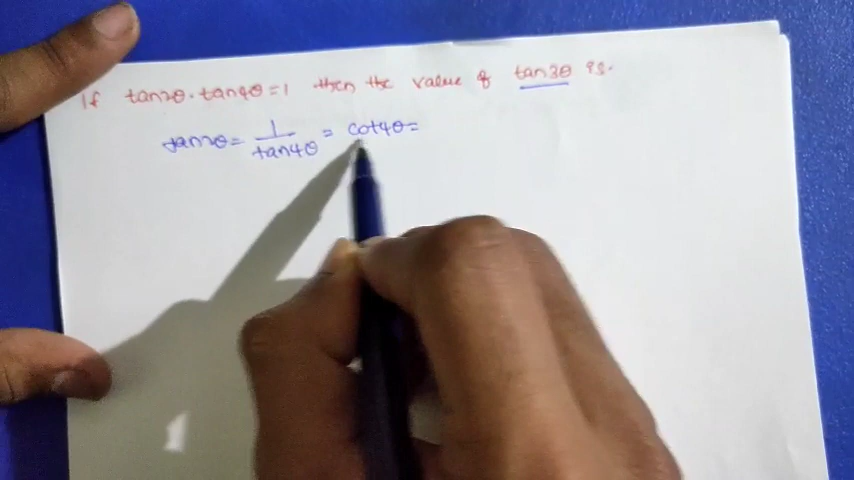 If tan2θ.tan4θ=1 then the value of tan3θ is.
tan2θ=1/tan4θ = cot4θ=